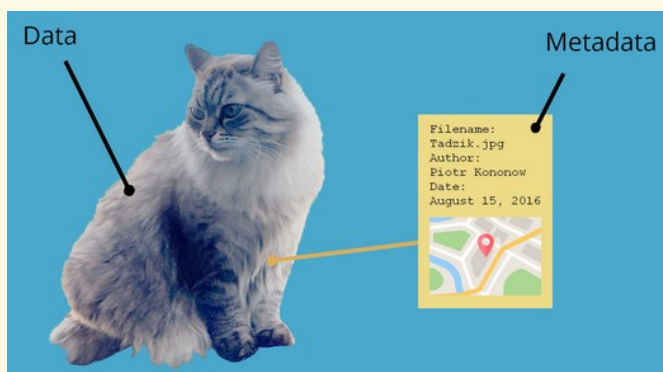 Data
Metadata
Filename:
Tadzik.jpg
Author:
Piotr Kononow
Date:
August 15, 2016